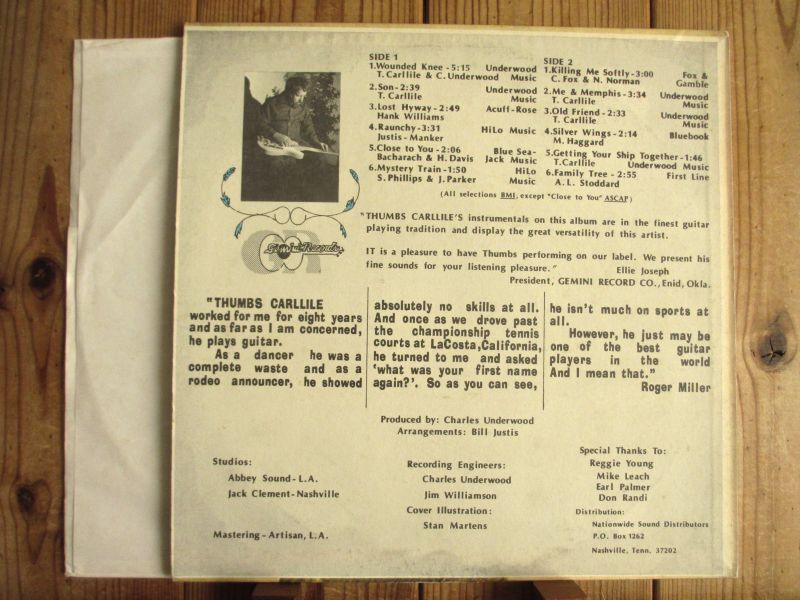 SIDE 1
1.Wounded Knee - 5:15 Underwood
T. Carllile & C. Underwood Music
2.Son - 2:39 Underwood
T. Carllile Music
3.Lost Hyway - 2:49 Acuff-Rose
Hank Williams
4.Raunchy - 3:31 HiLo Music
Justis - Manker
5.Close to You - 2:06 Blue Sea-
Bacharach & H. Davis Jack Music
6.Mystery Train - 1:50 HiLo
S. Phillips & J. Parker Music
SIDE 2
1.Killing Me Softly - 3:00 Fox &
C. Fox & N. Norman Gamble
2.Me & Memphis - 3:34 Underwood
T. Carllile Music
3.Old Friend - 2:33 Underwood
T. Carllile Music
4.Silver Wings - 2:14 Bluebook
M. Haggard
5.Getting Your Ship Together - 1:46
T.Carllile Underwood Music
6.Family Tree - 2:55 First Line
A. L. Stoddard
(All selections BMI, except "Close to You" ASCAP)
"THUMBS CARLLILE'S instrumentals on this album are in the finest guitar
playing tradition and display the great versatility of this artist.
IT is a pleasure to have Thumbs performing on our label. We present his
fine sounds for your listening pleasure."
Ellie Joseph
President, GEMINI RECORD CO., Enid, Okla.
Gemini Records
"THUMBS CARLLILE
worked for me for eight years
and as far as I am concerned,
he plays guitar.
As a dancer he was a
complete waste and as a
rodeo announcer, he showed
absolutely no skills at all.
And once as we drove past
the championship tennis
courts at LaCosta, California,
he turned to me and asked
'what was your first name
again?'. So as you can see,
he isn't much on sports at
all.
However, he just may be
one of the best guitar
players in the world
And I mean that."
Roger Miller
Produced by: Charles Underwood
Arrangements: Bill Justis
Studios:
Abbey Sound - L.A.
Jack Clement - Nashville
Mastering - Artisan, L.A.
Recording Engineers:
Charles Underwood
Jim Williamson
Cover Illustration:
Stan Martens
Special Thanks To:
Reggie Young
Mike Leach
Earl Palmer
Don Randi
Distribution:
Nationwide Sound Distributors
P.O. Box 1262
Nashville, Tenn. 37202